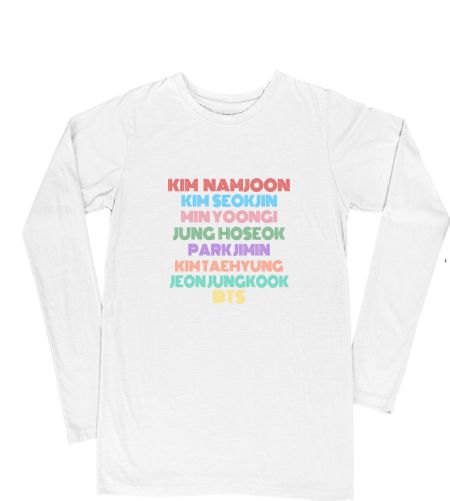 KIM NAMJOON
KIM SEOKJIN
MIN YOONGI
JUNG HOSEOK
PARK JIMIN
KIM TAEHYUNG
JEON JUNGKOOK
BTS